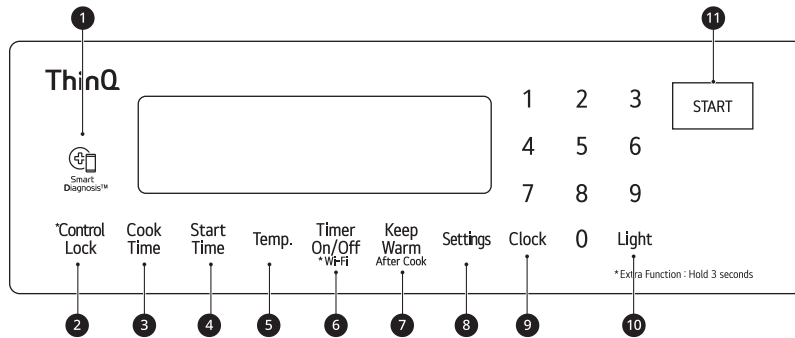 1
11
ThinQ
1 2 3
START
4 5 6
Smart
Diagnosis™
7 8 9
*Control Lock
Cook Time
Start Time
Temp.
Timer On/Off
*Wi-Fi
Keep Warm
After Cook
Settings
Clock
0
Light
*Extra Function : Hold 3 seconds
2 3 4 5 6 7 8 9 10